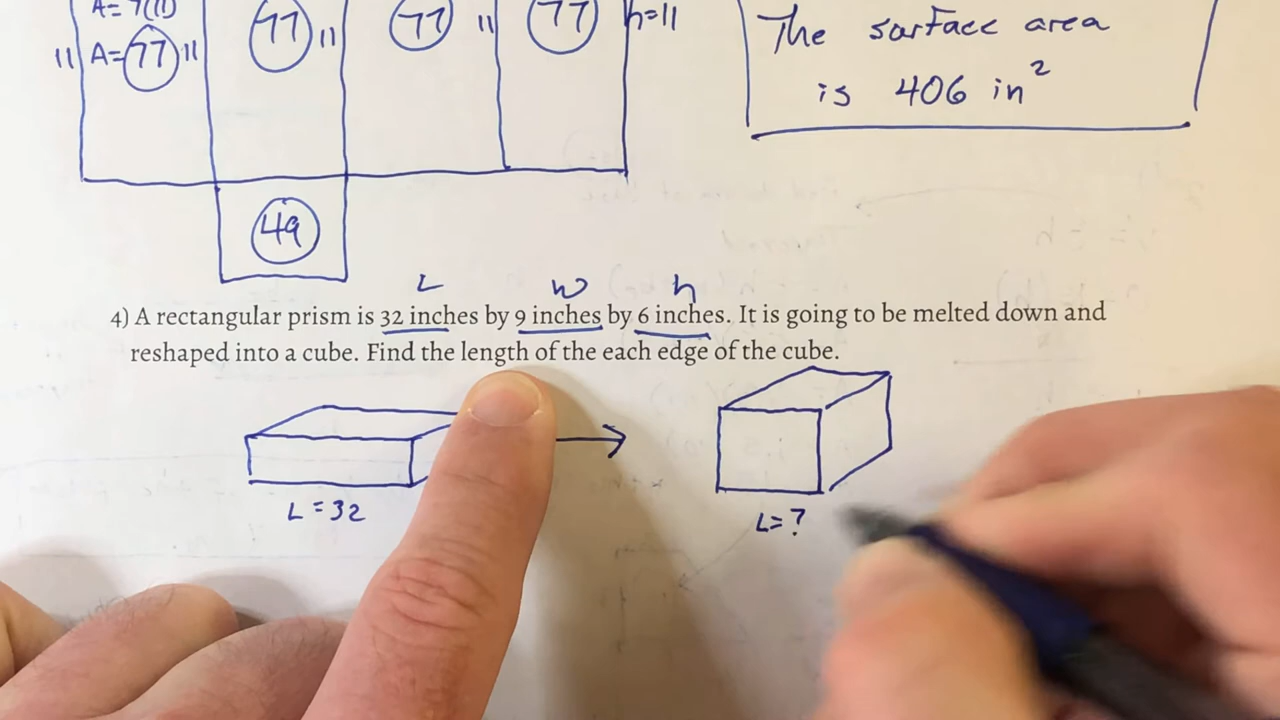 A= 7(11)
11 A=77 11 77 11 77 11 77 h=11
The surface area
is 406 in²
49
L w h
4) A rectangular prism is 32 inches by 9 inches by 6 inches. It is going to be melted down and
reshaped into a cube. Find the length of the each edge of the cube.
L=32
L=?